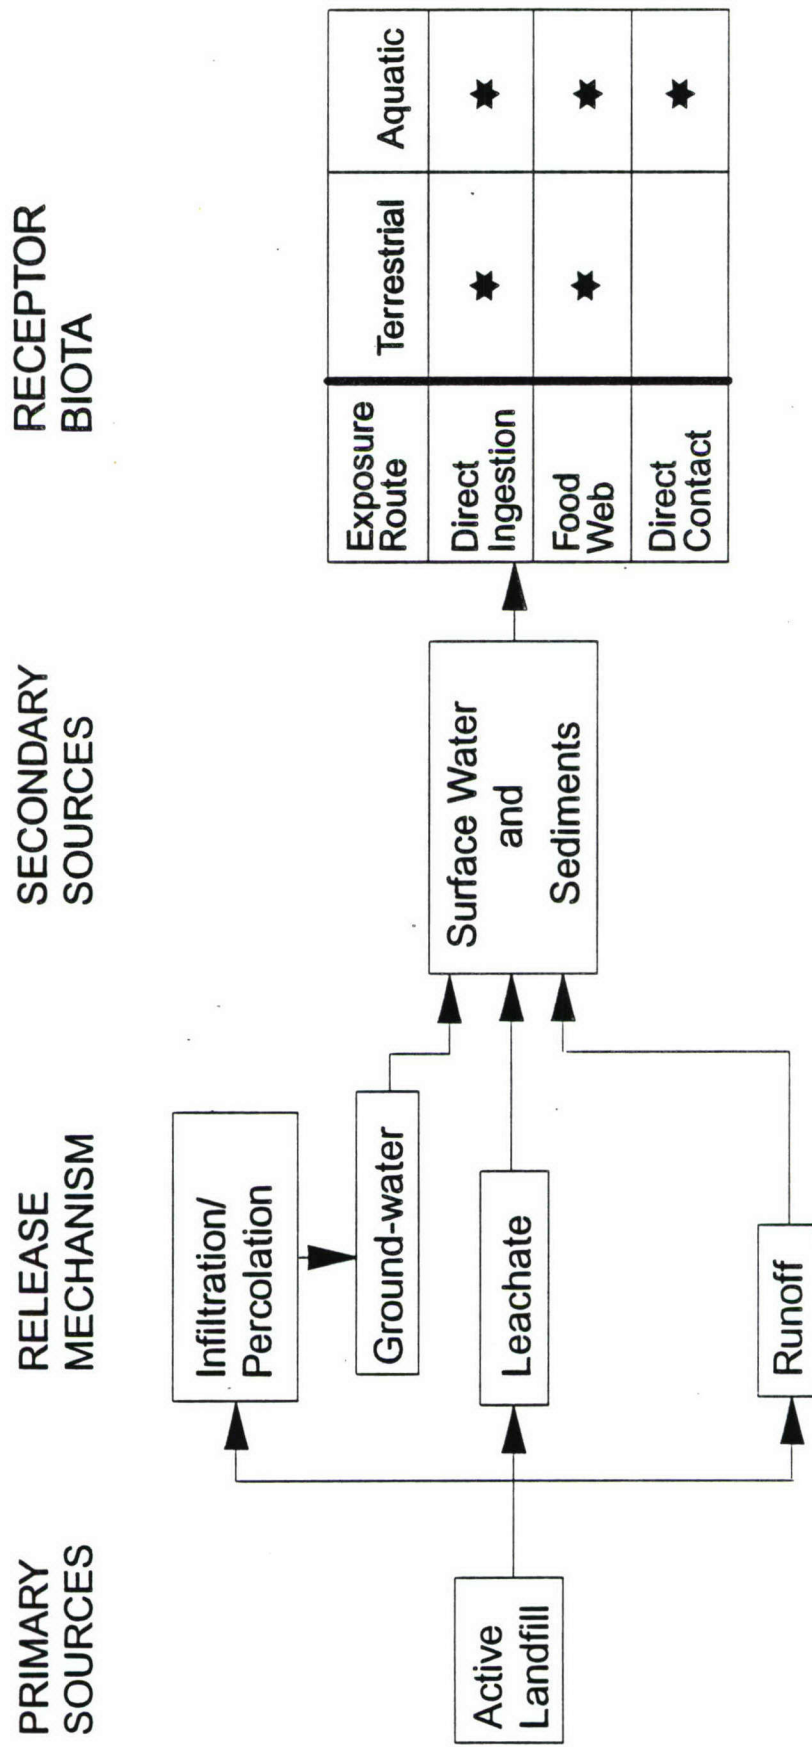 PRIMARY
SOURCES
RELEASE
MECHANISM
SECONDARY
SOURCES
RECEPTOR
BIOTA
Active
Landfill
Infiltration/
Percolation
Ground-water
Leachate
Runoff
Surface Water
and
Sediments
Exposure
Route
Terrestrial
Aquatic
Direct
Ingestion
Food
Web
Direct
Contact